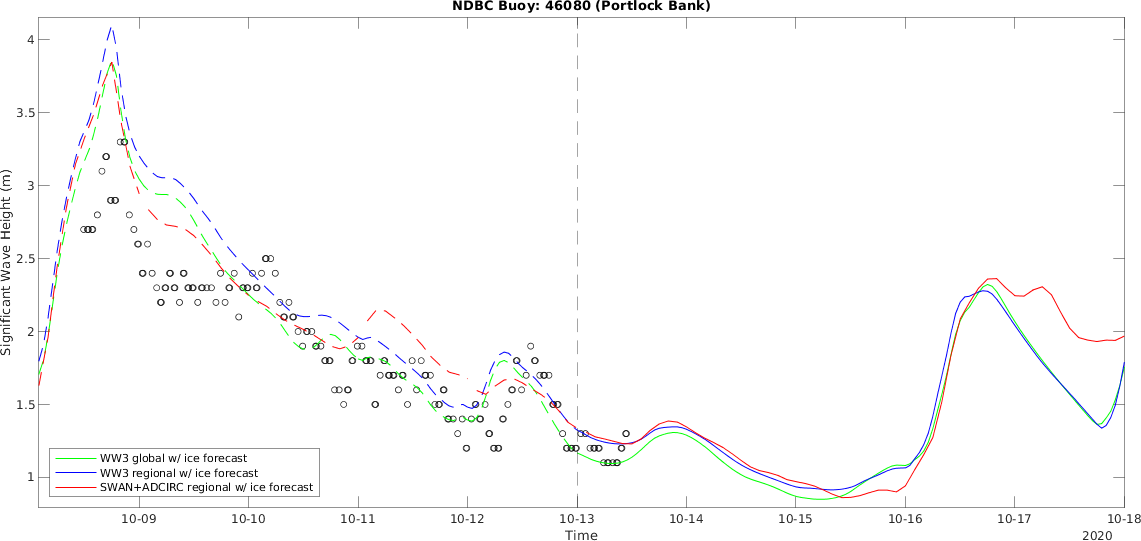 NDBC Buoy: 46080 (Portlock Bank)
Significant Wave Height (m)
4
3.5
3
2.5
2
1.5
1
WW3 global w/ ice forecast
WW3 regional w/ ice forecast
SWAN+ADCIRC regional w/ ice forecast
10-09 10-10 10-11 10-12 10-13 10-14 10-15 10-16 10-17 10-18
Time
2020